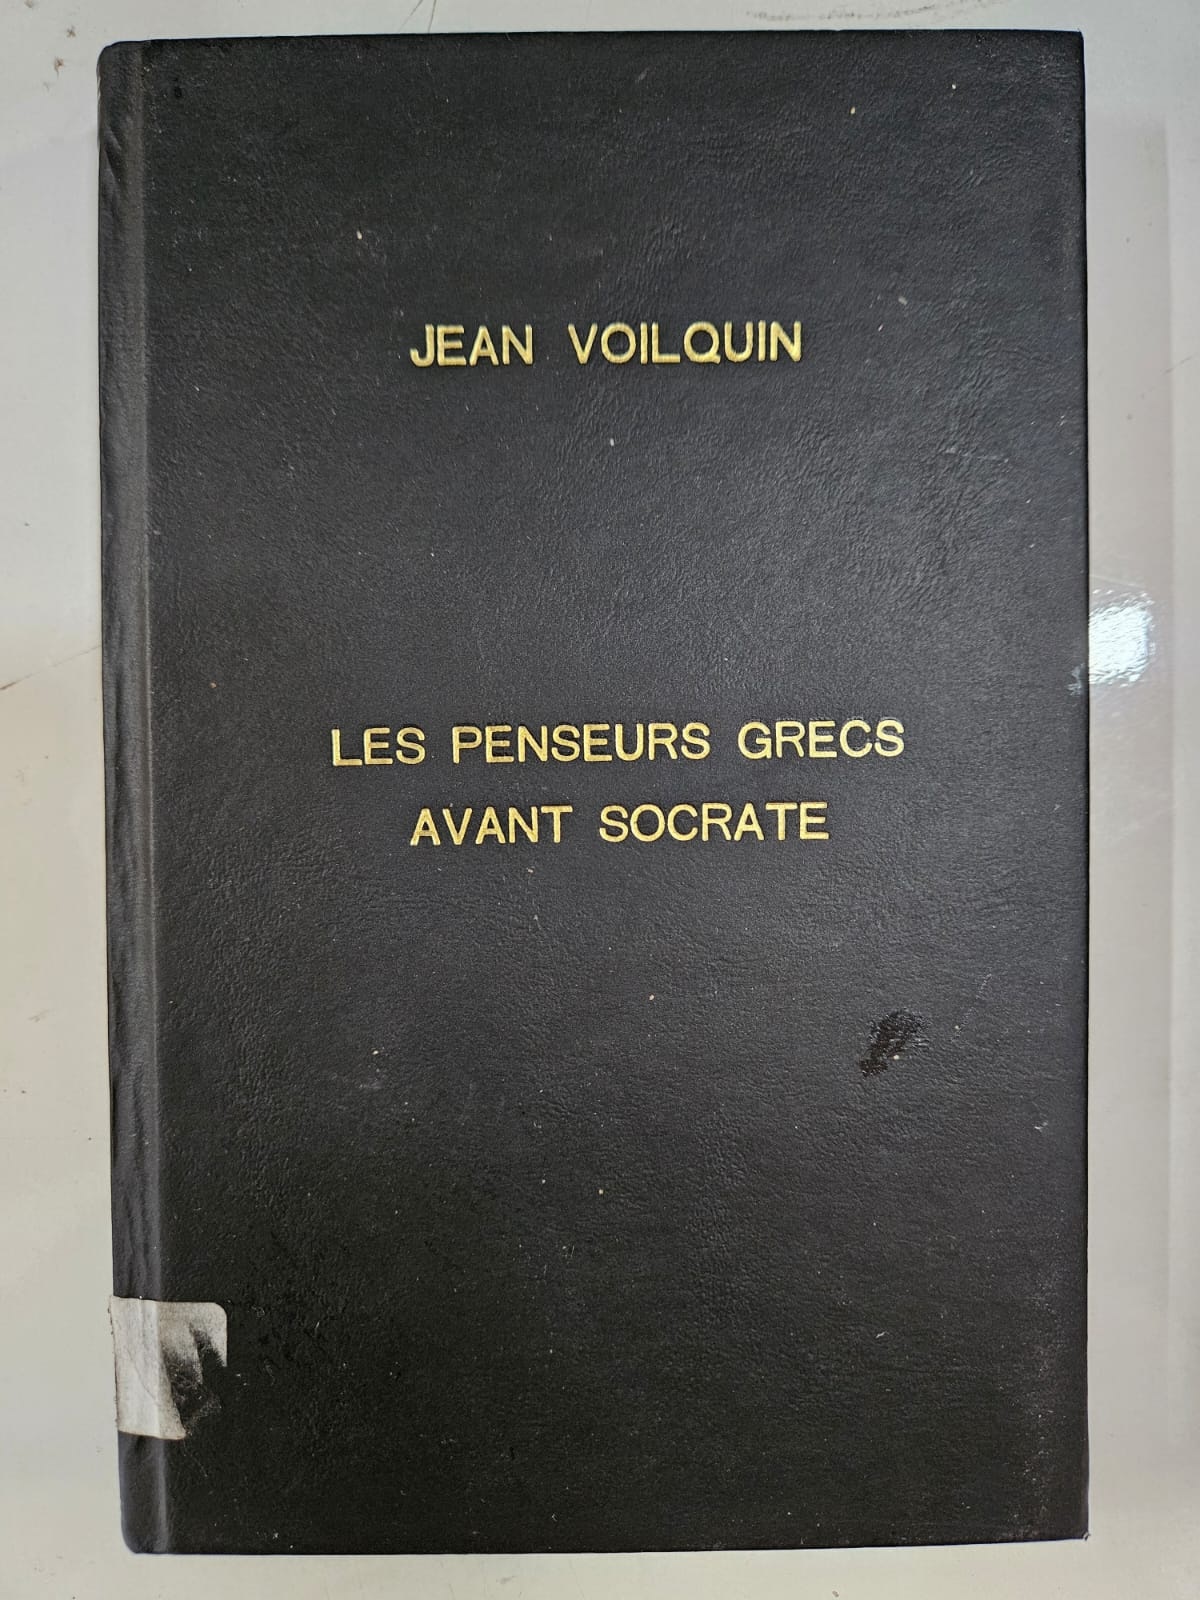 JEAN VOILQUIN
LES PENSEURS GRECS
AVANT SOCRATE